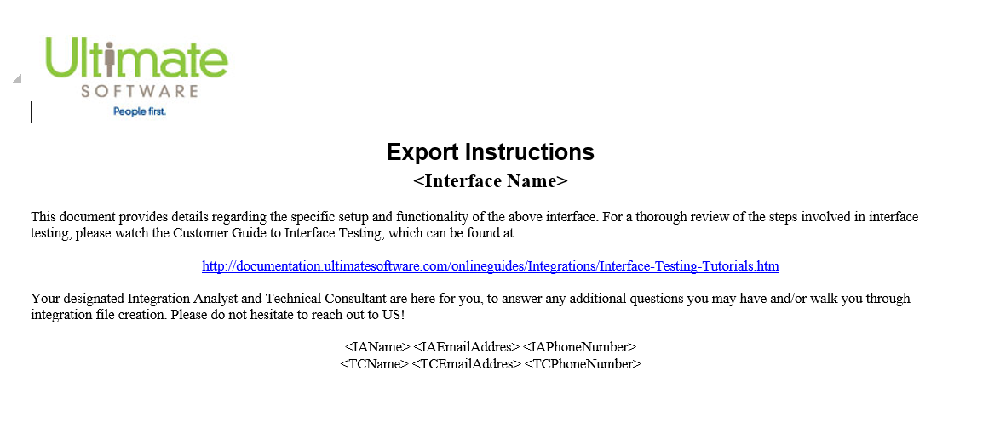 Ultimate
SOFTWARE
People first.
Export Instructions
<Interface Name>
This document provides details regarding the specific setup and functionality of the above interface. For a thorough review of the steps involved in interface
testing, please watch the Customer Guide to Interface Testing, which can be found at:
http://documentation.ultimatesoftware.com/onlineguides/Integrations/Interface-Testing-Tutorials.htm
Your designated Integration Analyst and Technical Consultant are here for you, to answer any additional questions you may have and/or walk you through
integration file creation. Please do not hesitate to reach out to US!
<IAName> <IAEmailAddres> <IAPhoneNumber>
<TCName> <TCEmailAddres> <TCPhoneNumber>